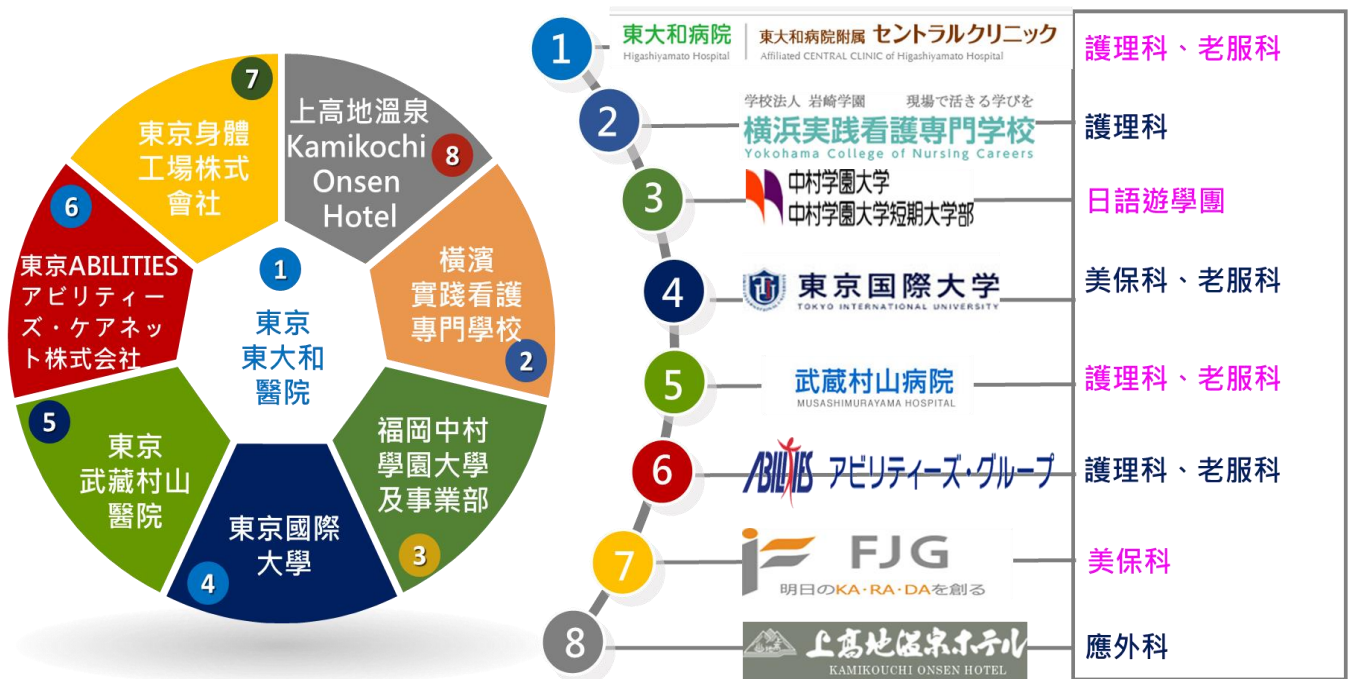 7
東京身體
工場株式
會社
上高地溫泉
Kamikochi
Onsen
Hotel
8
6
東京ABILITIES
アビリティー
ズ・ケアネッ
ト株式会社
1
東京
東大和
醫院
橫濱
實踐看護
專門學校
2
5
東京
武藏村山
醫院
東京國際
大學
4
福岡中村
學園大學
及事業部
3
1
東大和病院
Higashiyamato Hospital
東大和病院附属 セントラルクリニック
Affiliated CENTRAL CLINIC of Higashiyamato Hospital
護理科、老服科
2
学校法人 岩崎学園 現場で活きる学びを
横浜実践看護専門学校
Yokohama College of Nursing Careers
護理科
3
中村学園大学
中村学園大学短期大学部
日語遊學團
4
東京国際大学
TOKYO INTERNATIONAL UNIVERSITY
美保科、老服科
5
武蔵村山病院
MUSASHIMURAYAMA HOSPITAL
護理科、老服科
6
ABILITIES アビリティーズ・グループ
護理科、老服科
7
FJG
明日のKA・RA・DAを創る
美保科
8
上高地温泉ホテル
KAMIKOUCHI ONSEN HOTEL
應外科